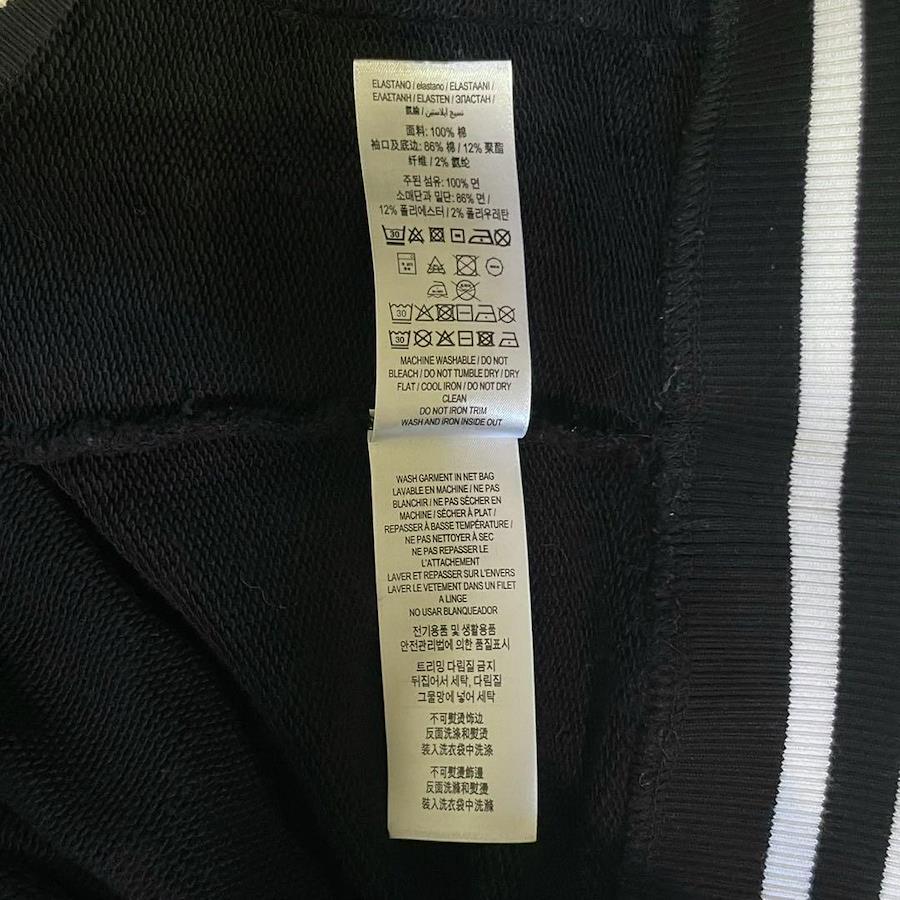 ELASTANO / elastano / ELASTAANI /
ΕΛΑΣΤΑΝΗ / ELASTEN / ЭПАСТАН /
氨綸 / نسيج إيلاستين
面料: 100% 棉
袖口及底边: 86% 棉 / 12% 聚酯
纤维 / 2% 氨纶
주된 섬유: 100% 면
소매단과 밑단: 86% 면 /
12% 폴리에스터 / 2% 폴리우레탄
30
30
30
MACHINE WASHABLE / DO NOT
BLEACH / DO NOT TUMBLE DRY / DRY
FLAT / COOL IRON / DO NOT DRY
CLEAN
DO NOT IRON TRIM
WASH AND IRON INSIDE OUT
WASH GARMENT IN NET BAG
LAVABLE EN MACHINE / NE PAS
BLANCHIR / NE PAS SÉCHER EN
MACHINE / SÉCHER À PLAT /
REPASSER À BASSE TEMPÉRATURE /
NE PAS NETTOYER À SEC
NE PAS REPASSER LE
L'ATTACHEMENT
LAVER ET REPASSER SUR L'ENVERS
LAVER LE VETEMENT DANS UN FILET
A LINGE
NO USAR BLANQUEADOR
전기용품 및 생활용품
안전관리법에 의한 품질표시
트리밍 다림질 금지
뒤집어서 세탁, 다림질
그물망에 넣어 세탁
不可熨烫饰边
反面洗涤和熨烫
装入洗衣袋中洗涤
不可熨燙飾邊
反面洗滌和熨燙
裝入洗衣袋中洗滌